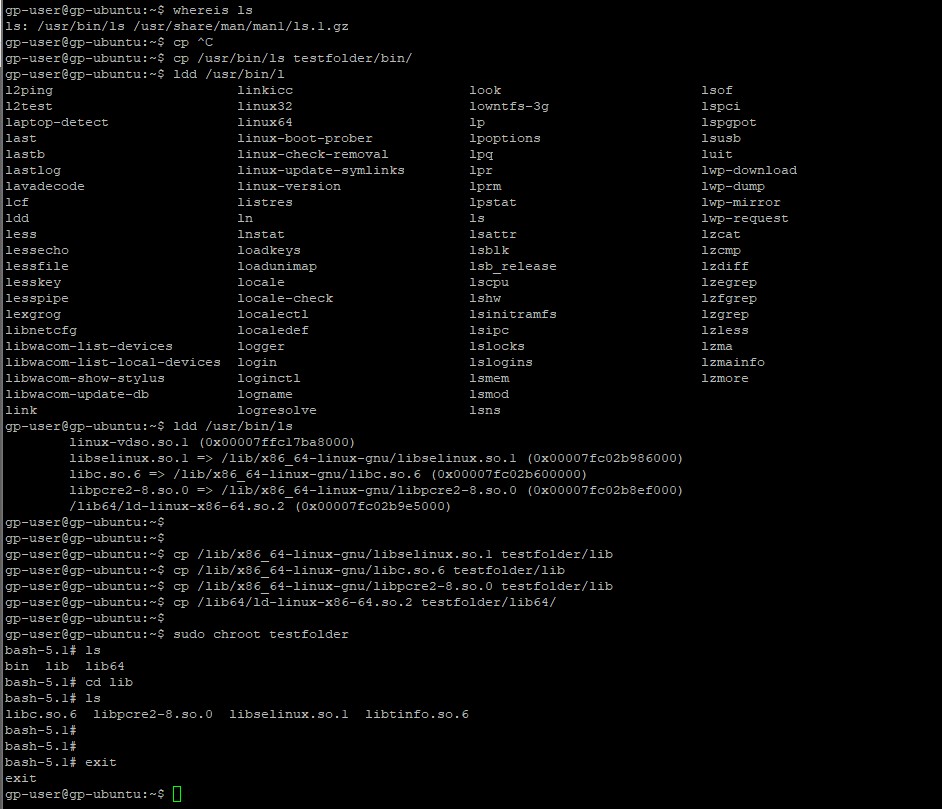 gp-user@gp-ubuntu:~$ whereis ls
ls: /usr/bin/ls /usr/share/man/man1/ls.1.gz
gp-user@gp-ubuntu:~$ cp ^C
gp-user@gp-ubuntu:~$ cp /usr/bin/ls testfolder/bin/
gp-user@gp-ubuntu:~$ ldd /usr/bin/l
l2ping linkicc look lsof
l2test linux32 lowntfs-3g lspci
laptop-detect linux64 lp lspgpot
last linux-boot-prober lpoptions lsusb
lastb linux-check-removal lpq luit
lastlog linux-update-symlinks lpr lwp-download
lavadecode linux-version lprm lwp-dump
lcf listres lpstat lwp-mirror
ldd ln ls lwp-request
less lnstat lsattr lzcat
lessecho loadkeys lsblk lzcmp
lessfile loadunimap lsb_release lzdiff
lesskey locale lscpu lzegrep
lesspipe locale-check lshw lzfgrep
lexgrog localectl lsinitramfs lzgrep
libnetcfg localedef lsipc lzless
libwacom-list-devices logger lslocks lzma
libwacom-list-local-devices login lslogins lzmainfo
libwacom-show-stylus loginctl lsmem lzmore
libwacom-update-db logname lsmod
link logresolve lsns
gp-user@gp-ubuntu:~$ ldd /usr/bin/ls
linux-vdso.so.1 (0x00007ffc17ba8000)
libselinux.so.1 => /lib/x86_64-linux-gnu/libselinux.so.1 (0x00007fc02b986000)
libc.so.6 => /lib/x86_64-linux-gnu/libc.so.6 (0x00007fc02b600000)
libpcre2-8.so.0 => /lib/x86_64-linux-gnu/libpcre2-8.so.0 (0x00007fc02b8ef000)
/lib64/ld-linux-x86-64.so.2 (0x00007fc02b9e5000)
gp-user@gp-ubuntu:~$
gp-user@gp-ubuntu:~$
gp-user@gp-ubuntu:~$ cp /lib/x86_64-linux-gnu/libselinux.so.1 testfolder/lib
gp-user@gp-ubuntu:~$ cp /lib/x86_64-linux-gnu/libc.so.6 testfolder/lib
gp-user@gp-ubuntu:~$ cp /lib/x86_64-linux-gnu/libpcre2-8.so.0 testfolder/lib
gp-user@gp-ubuntu:~$ cp /lib64/ld-linux-x86-64.so.2 testfolder/lib64/
gp-user@gp-ubuntu:~$
gp-user@gp-ubuntu:~$ sudo chroot testfolder
bash-5.1# ls
bin lib lib64
bash-5.1# cd lib
bash-5.1# ls
libc.so.6 libpcre2-8.so.0 libselinux.so.1 libtinfo.so.6
bash-5.1#
bash-5.1#
bash-5.1# exit
exit
gp-user@gp-ubuntu:~$